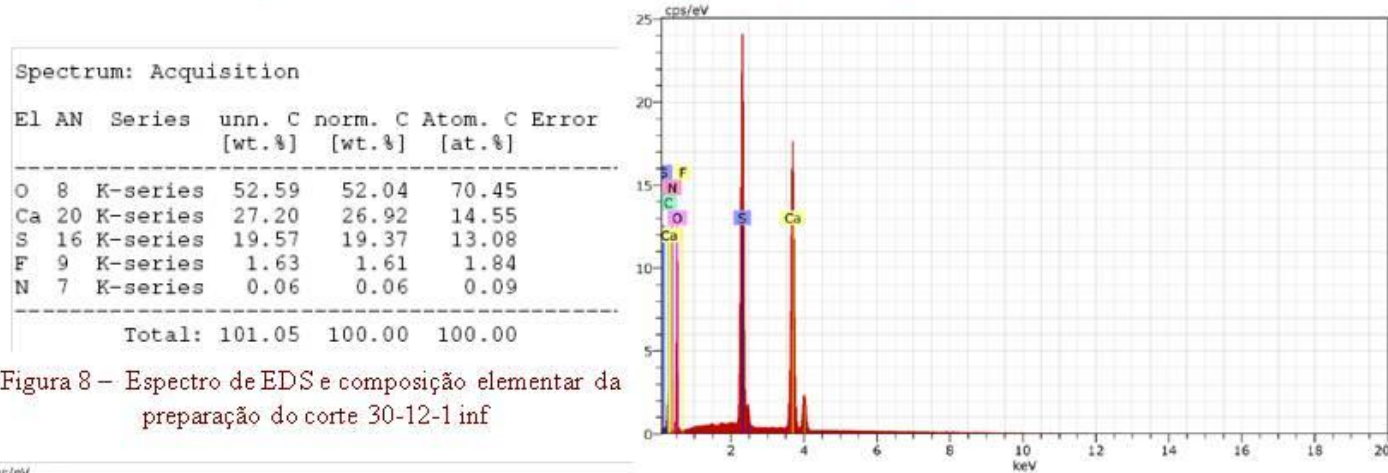 Spectrum: Acquisition
El AN Series unn. C norm. C Atom. C Error
[wt.%] [wt.%] [at.%]
O 8 K-series 52.59 52.04 70.45
Ca 20 K-series 27.20 26.92 14.55
S 16 K-series 19.57 19.37 13.08
F 9 K-series 1.63 1.61 1.84
N 7 K-series 0.06 0.06 0.09
Total: 101.05 100.00 100.00
Figura 8 – Espectro de EDS e composição elementar da
preparação do corte 30-12-1 inf
cps/eV
25
20
15
10
5
0
S F
N
C
O
Ca
S
Ca
2 4 6 8 10 12 14 16 18 20
keV